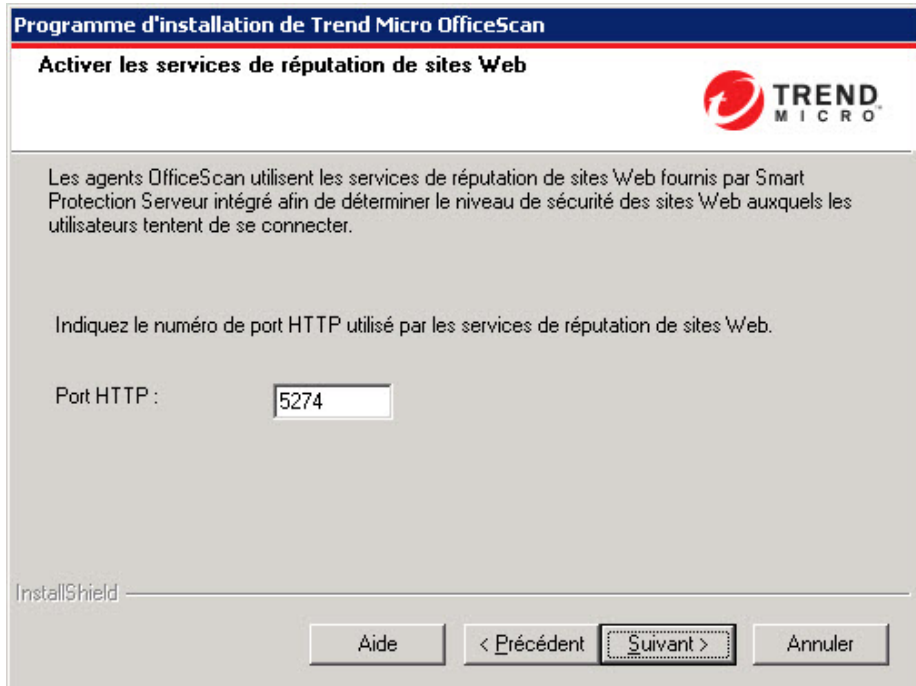 Programme d'installation de Trend Micro OfficeScan
Activer les services de réputation de sites Web
TREND
MICRO
Les agents OfficeScan utilisent les services de réputation de sites Web fournis par Smart
Protection Serveur intégré afin de déterminer le niveau de sécurité des sites Web auxquels les
utilisateurs tentent de se connecter.
Indiquez le numéro de port HTTP utilisé par les services de réputation de sites Web.
Port HTTP : 5274
InstallShield
Aide < Précédent Suivant > Annuler